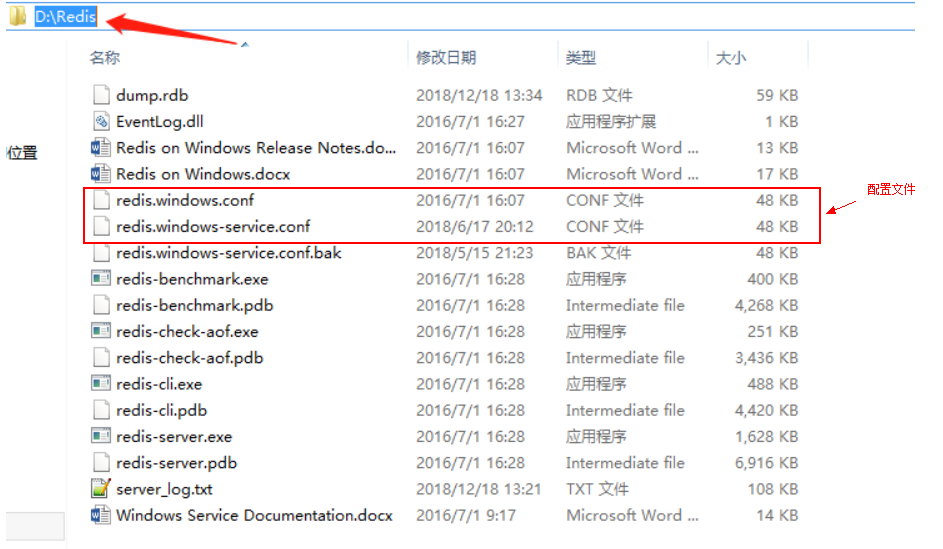 D:\Redis
名称 修改日期 类型 大小
dump.rdb 2018/12/18 13:34 RDB 文件 59 KB
EventLog.dll 2016/7/1 16:27 应用程序扩展 1 KB
位置 Redis on Windows Release Notes.do... 2016/7/1 16:07 Microsoft Word ... 13 KB
Redis on Windows.docx 2016/7/1 16:07 Microsoft Word ... 17 KB
配置文件
redis.windows.conf 2016/7/1 16:07 CONF 文件 48 KB
redis.windows-service.conf 2018/6/17 20:12 CONF 文件 48 KB
redis.windows-service.conf.bak 2018/5/15 21:23 BAK 文件 48 KB
redis-benchmark.exe 2016/7/1 16:28 应用程序 400 KB
redis-benchmark.pdb 2016/7/1 16:28 Intermediate file 4,268 KB
redis-check-aof.exe 2016/7/1 16:28 应用程序 251 KB
redis-check-aof.pdb 2016/7/1 16:28 Intermediate file 3,436 KB
redis-cli.exe 2016/7/1 16:28 应用程序 488 KB
redis-cli.pdb 2016/7/1 16:28 Intermediate file 4,420 KB
redis-server.exe 2016/7/1 16:28 应用程序 1,628 KB
redis-server.pdb 2016/7/1 16:28 Intermediate file 6,916 KB
server_log.txt 2018/12/18 13:21 TXT 文件 108 KB
Windows Service Documentation.docx 2016/7/1 9:17 Microsoft Word ... 14 KB